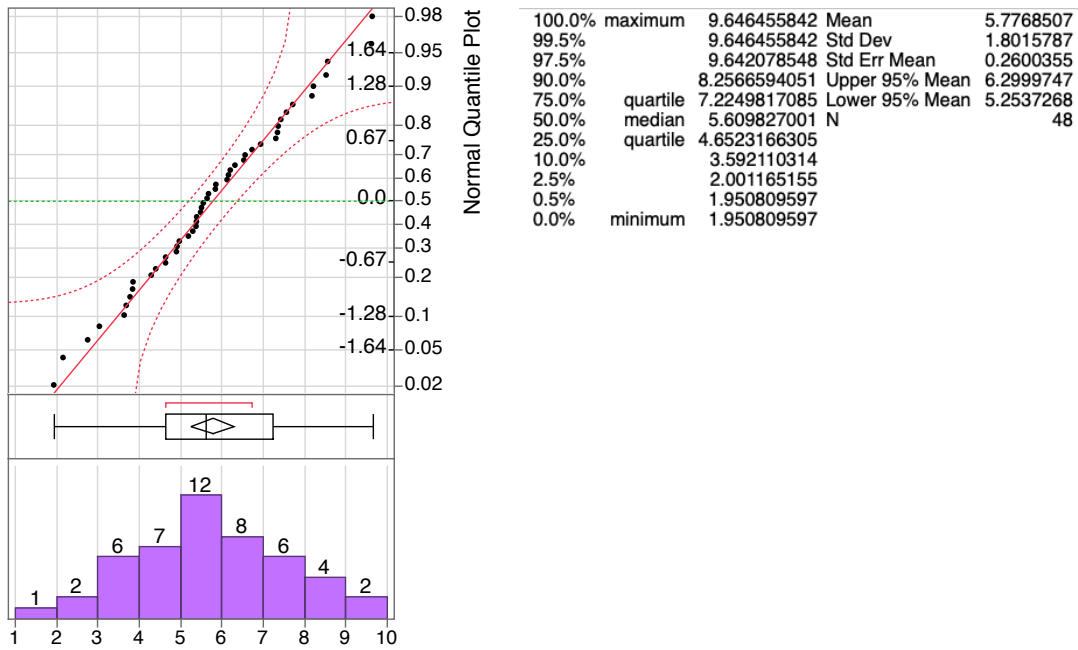 0.98
1.64 0.95
1.28 0.9
0.8
0.67
0.7
0.6
0.0 0.5
0.4
0.3
-0.67
0.2
-1.28 0.1
-1.64 0.05
0.02
Normal Quantile Plot
12
8
7
6 6
4
2 2
1
1 2 3 4 5 6 7 8 9 10
100.0% maximum 9.646455842 Mean 5.7768507
99.5% 9.646455842 Std Dev 1.8015787
97.5% 9.642078548 Std Err Mean 0.2600355
90.0% 8.2566594051 Upper 95% Mean 6.2999747
75.0% quartile 7.2249817085 Lower 95% Mean 5.2537268
50.0% median 5.609827001 N 48
25.0% quartile 4.6523166305
10.0% 3.592110314
2.5% 2.001165155
0.5% 1.950809597
0.0% minimum 1.950809597